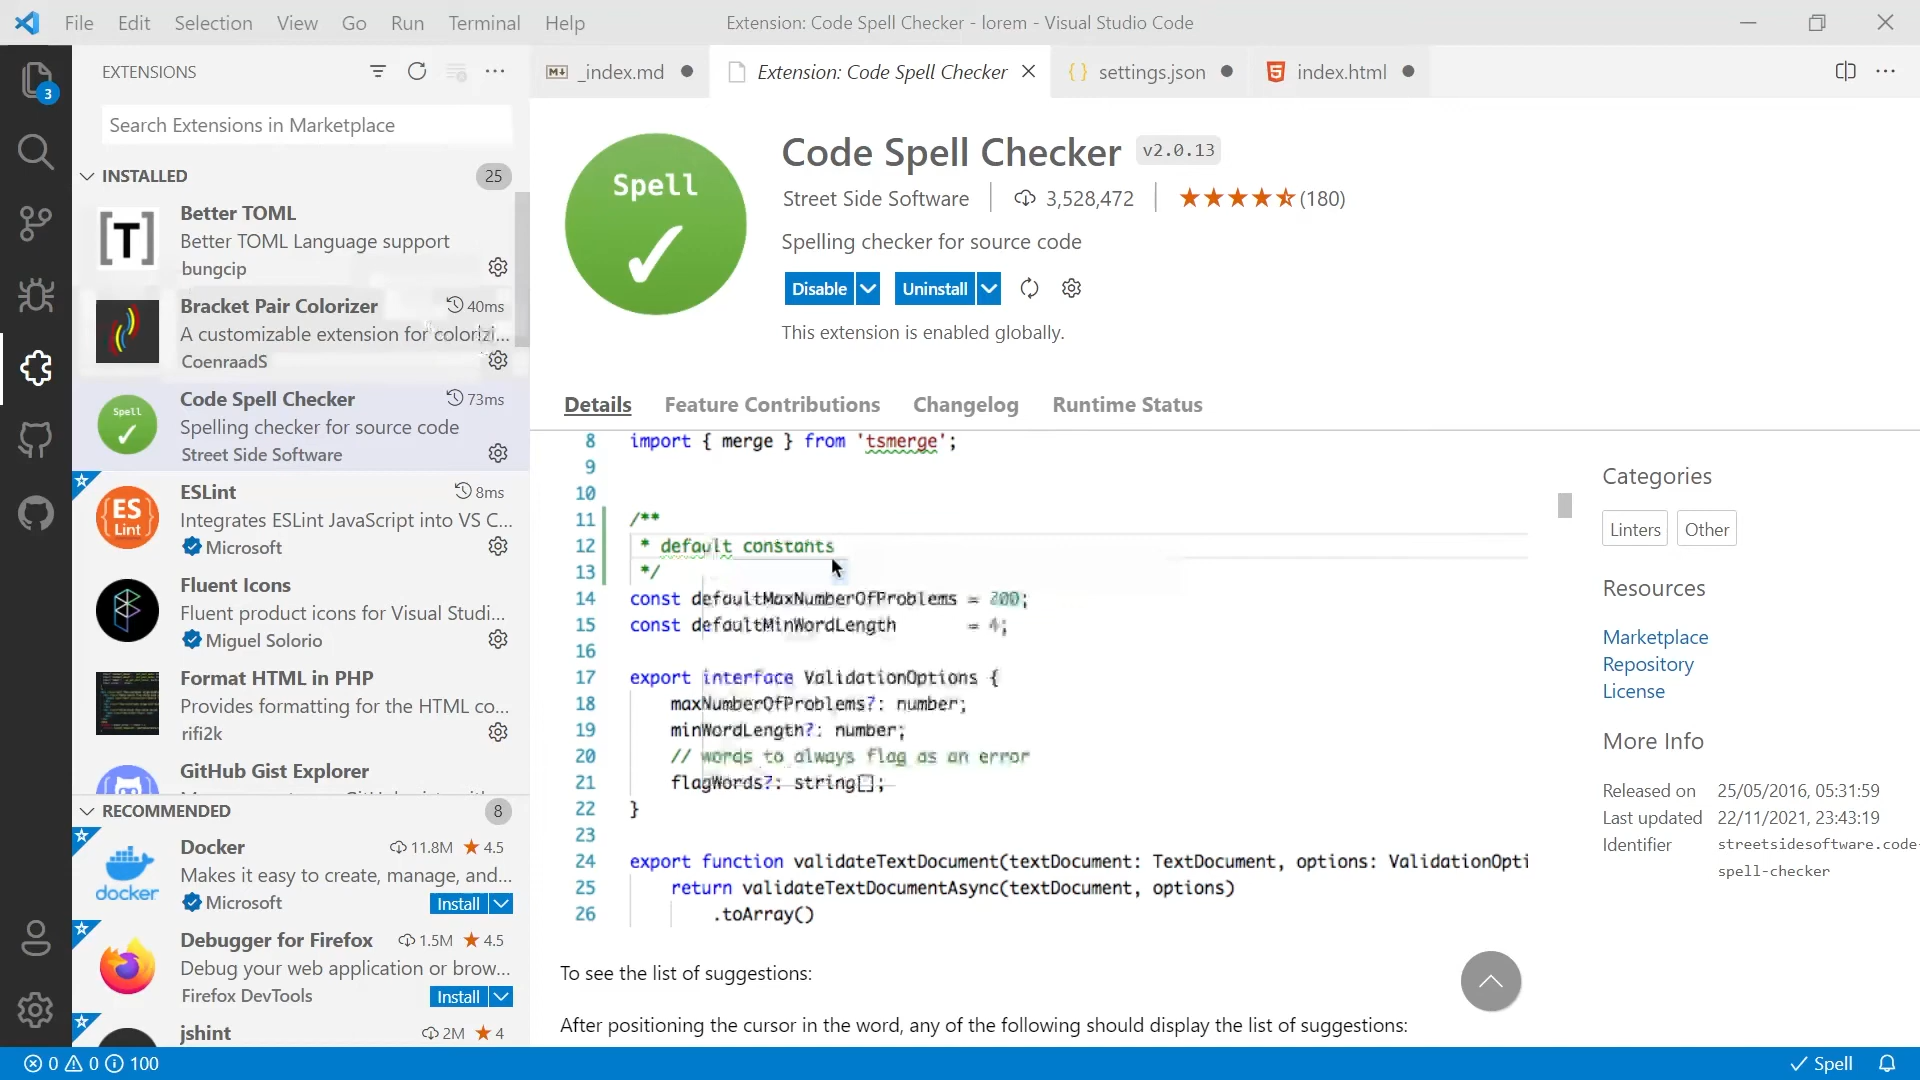 File Edit Selection View Go Run Terminal Help
Extension: Code Spell Checker - lorem - Visual Studio Code
3
EXTENSIONS
Search Extensions in Marketplace
INSTALLED 25
[T]
Better TOML
Better TOML Language support
bungcip
Bracket Pair Colorizer 40ms
A customizable extension for colorizi...
CoenraadS
Spell
Code Spell Checker 73ms
Spelling checker for source code
Street Side Software
ES
Lint
ESLint 8ms
Integrates ESLint JavaScript into VS C...
Microsoft
Fluent Icons
Fluent product icons for Visual Studi...
Miguel Solorio
Format HTML in PHP
Provides formatting for the HTML co...
rifi2k
GitHub Gist Explorer
RECOMMENDED 8
docker
Docker 11.8M 4.5
Makes it easy to create, manage, and...
Microsoft Install
Debugger for Firefox 1.5M 4.5
Debug your web application or brow...
Firefox DevTools Install
jshint 2M 4
_index.md Extension: Code Spell Checker settings.json index.html
Spell
Code Spell Checker v2.0.13
Street Side Software 3,528,472 (180)
Spelling checker for source code
Disable Uninstall
This extension is enabled globally.
Details Feature Contributions Changelog Runtime Status
8 import { merge } from 'tsmerge';
9
10
11 /**
12 * default constants
13 */
14 const defaultMaxNumberOfProblems = 200;
15 const defaultMinWordLength = 4;
16
17 export interface ValidationOptions {
18 maxNumberOfProblems?: number;
19 minWordLength?: number;
20 // words to always flag as an error
21 flagWords?: string[];
22 }
23
24 export function validateTextDocument(textDocument: TextDocument, options: ValidationOpti
25 return validateTextDocumentAsync(textDocument, options)
26 .toArray()
To see the list of suggestions:
After positioning the cursor in the word, any of the following should display the list of suggestions:
Categories
Linters Other
Resources
Marketplace
Repository
License
More Info
Released on 25/05/2016, 05:31:59
Last updated 22/11/2021, 23:43:19
Identifier streetsidesoftware.code-
spell-checker
0 0 100
Spell